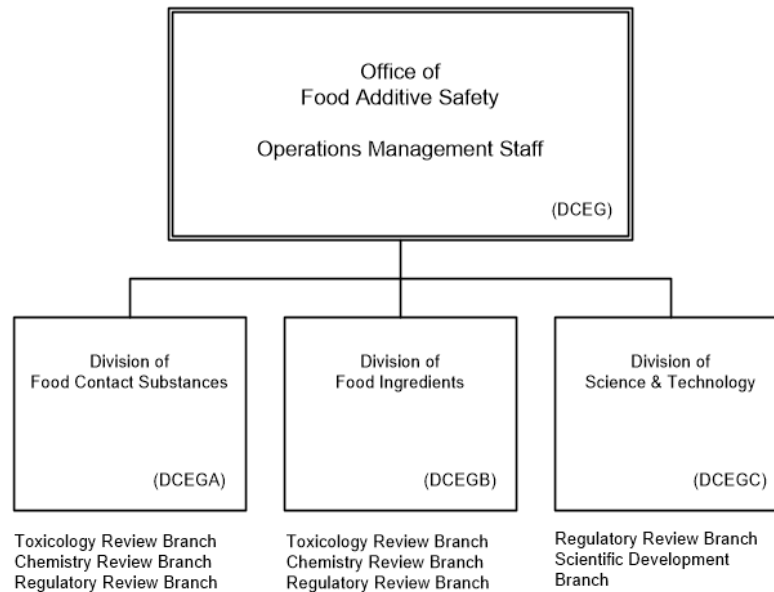 Office of
Food Additive Safety
Operations Management Staff
(DCEG)
Division of
Food Contact Substances
(DCEGA)
Toxicology Review Branch
Chemistry Review Branch
Regulatory Review Branch
Division of
Food Ingredients
(DCEGB)
Toxicology Review Branch
Chemistry Review Branch
Regulatory Review Branch
Division of
Science & Technology
(DCEGC)
Regulatory Review Branch
Scientific Development
Branch